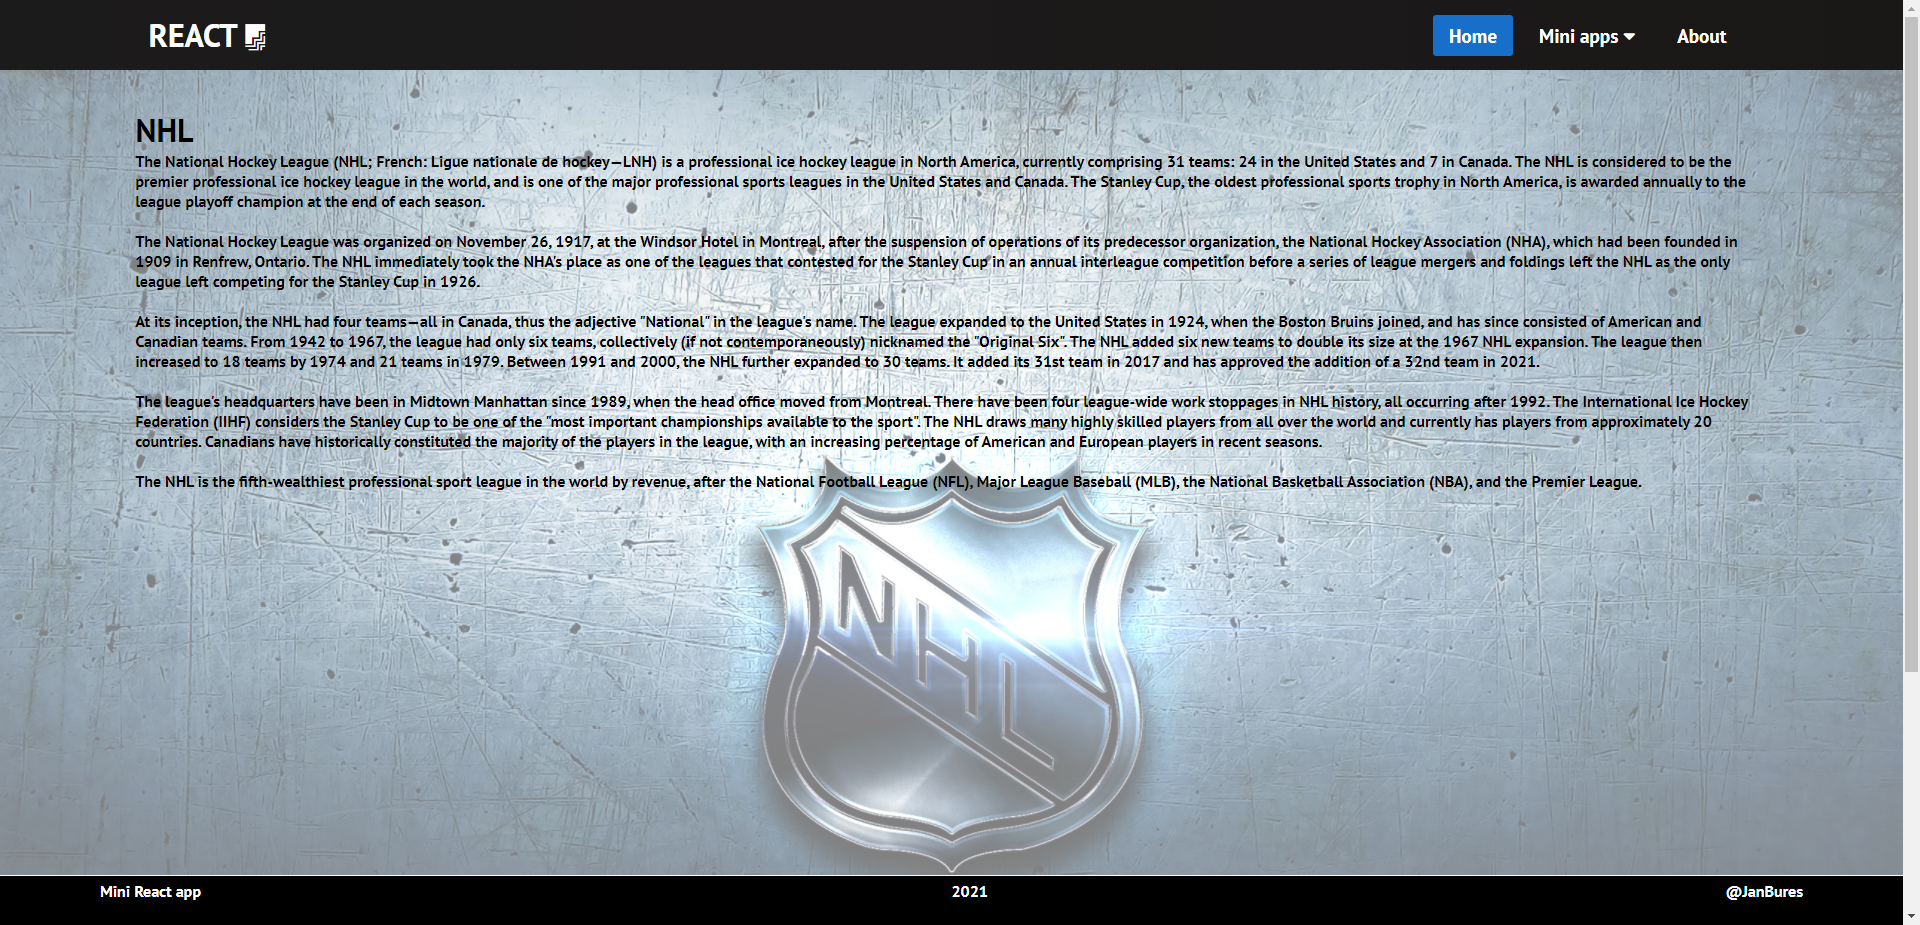 REACT
Home
Mini apps
About
NHL
The National Hockey League (NHL; French: Ligue nationale de hockey—LNH) is a professional ice hockey league in North America, currently comprising 31 teams: 24 in the United States and 7 in Canada. The NHL is considered to be the
premier professional ice hockey league in the world, and is one of the major professional sports leagues in the United States and Canada. The Stanley Cup, the oldest professional sports trophy in North America, is awarded annually to the
league playoff champion at the end of each season.
The National Hockey League was organized on November 26, 1917, at the Windsor Hotel in Montreal, after the suspension of operations of its predecessor organization, the National Hockey Association (NHA), which had been founded in
1909 in Renfrew, Ontario. The NHL immediately took the NHA's place as one of the leagues that contested for the Stanley Cup in an annual interleague competition before a series of league mergers and foldings left the NHL as the only
league left competing for the Stanley Cup in 1926.
At its inception, the NHL had four teams—all in Canada, thus the adjective "National" in the league's name. The league expanded to the United States in 1924, when the Boston Bruins joined, and has since consisted of American and
Canadian teams. From 1942 to 1967, the league had only six teams, collectively (if not contemporaneously) nicknamed the "Original Six". The NHL added six new teams to double its size at the 1967 NHL expansion. The league then
increased to 18 teams by 1974 and 21 teams in 1979. Between 1991 and 2000, the NHL further expanded to 30 teams. It added its 31st team in 2017 and has approved the addition of a 32nd team in 2021.
The league's headquarters have been in Midtown Manhattan since 1989, when the head office moved from Montreal. There have been four league-wide work stoppages in NHL history, all occurring after 1992. The International Ice Hockey
Federation (IIHF) considers the Stanley Cup to be one of the "most important championships available to the sport". The NHL draws many highly skilled players from all over the world and currently has players from approximately 20
countries. Canadians have historically constituted the majority of the players in the league, with an increasing percentage of American and European players in recent seasons.
The NHL is the fifth-wealthiest professional sport league in the world by revenue, after the National Football League (NFL), Major League Baseball (MLB), the National Basketball Association (NBA), and the Premier League.
NHL
Mini React app
2021
@JanBures